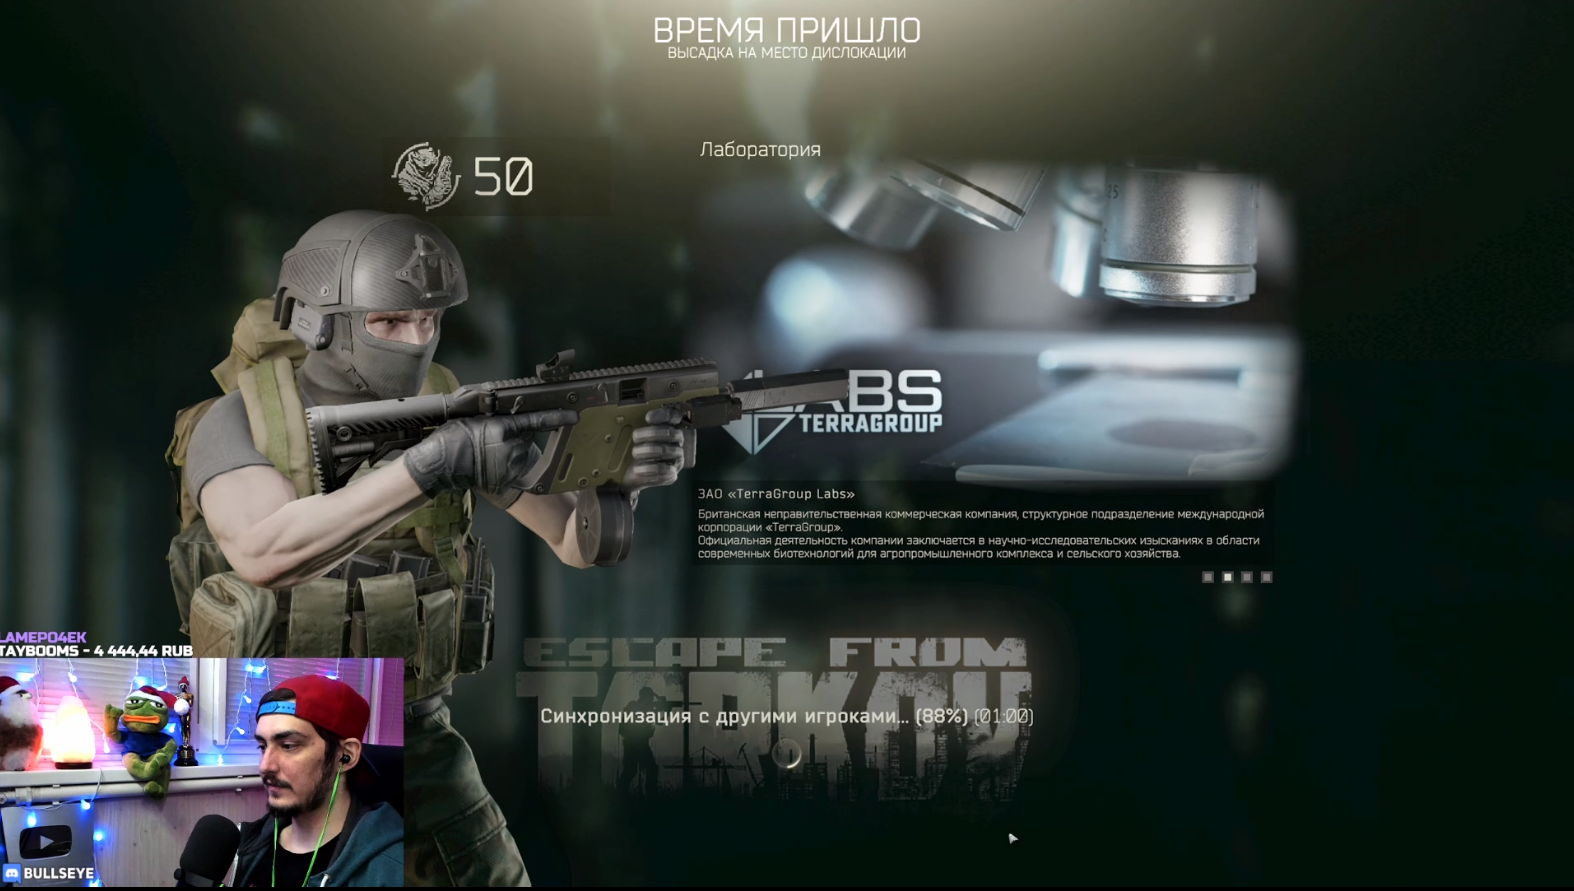 ВРЕМЯ ПРИШЛО
ВЫСАДКА НА МЕСТО ДИСЛОКАЦИИ
50
Лаборатория
25
LABS
TERRAGROUP
ЗАО «TerraGroup Labs»
Британская неправительственная коммерческая компания, структурное подразделение международной
корпорации «TerraGroup».
Официальная деятельность компании заключается в научно-исследовательских изысканиях в области
современных биотехнологий для агропромышленного комплекса и сельского хозяйства.
ESCAPE FROM
TARKOV
Синхронизация с другими игроками... (88%) (01:00)
LAMEPO4EK
TAYBOOMS - 4 444,44 RUB
BULLSEYE